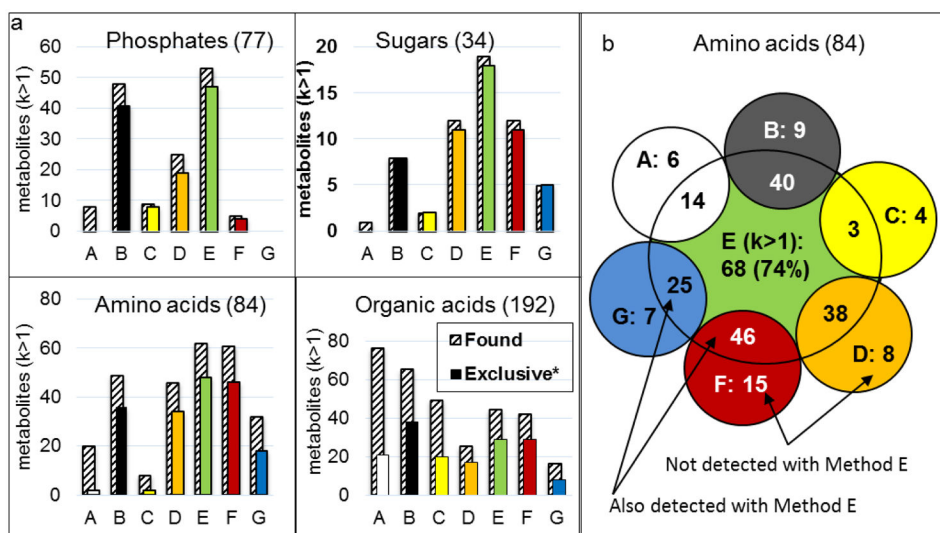 a
Phosphates (77)
metabolites (k>1)
60
50
40
30
20
10
0
A B C D E F G
Sugars (34)
metabolites (k>1)
20
15
10
5
0
A B C D E F G
Amino acids (84)
metabolites (k>1)
80
60
40
20
0
A B C D E F G
Organic acids (192)
metabolites (k>1)
80
60
40
20
0
Found
Exclusive*
A B C D E F G
b
Amino acids (84)
B: 9
A: 6
40
14
C: 4
3
E (k>1):
68 (74%)
25
G: 7
38
46
D: 8
F: 15
Not detected with Method E
Also detected with Method E